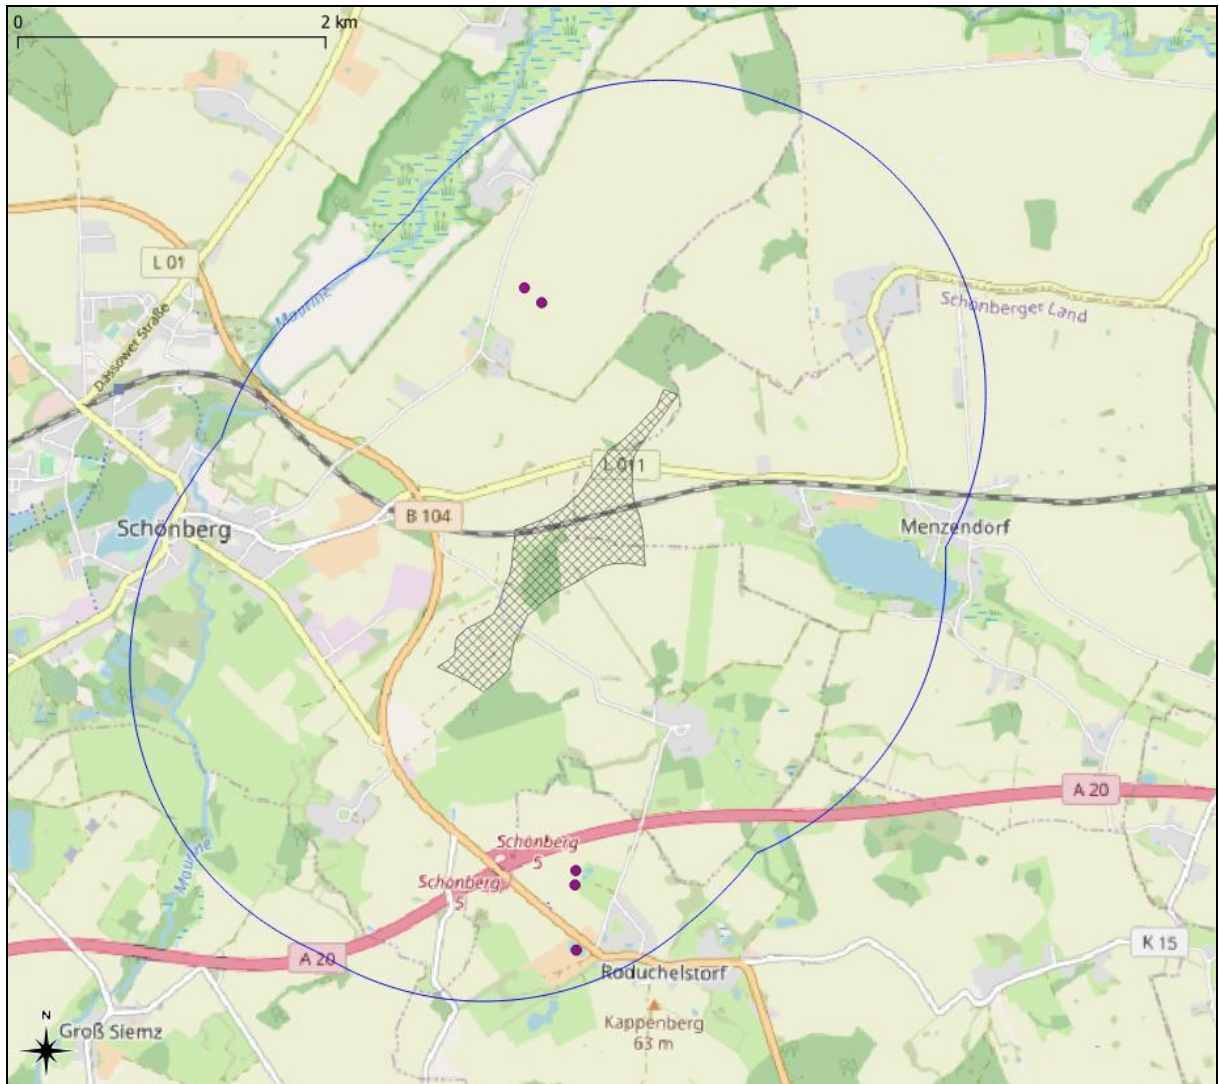 0
2 km
L 01
Maurine
Dassower Straße
Schönberger Land
L 011
Schönberg
B 104
Menzendorf
A 20
Schönberg
5
Schönberg
5
Maurine
A 20
K 15
Roduchelstorf
N
Groß Siemz
Kappenberg
63 m